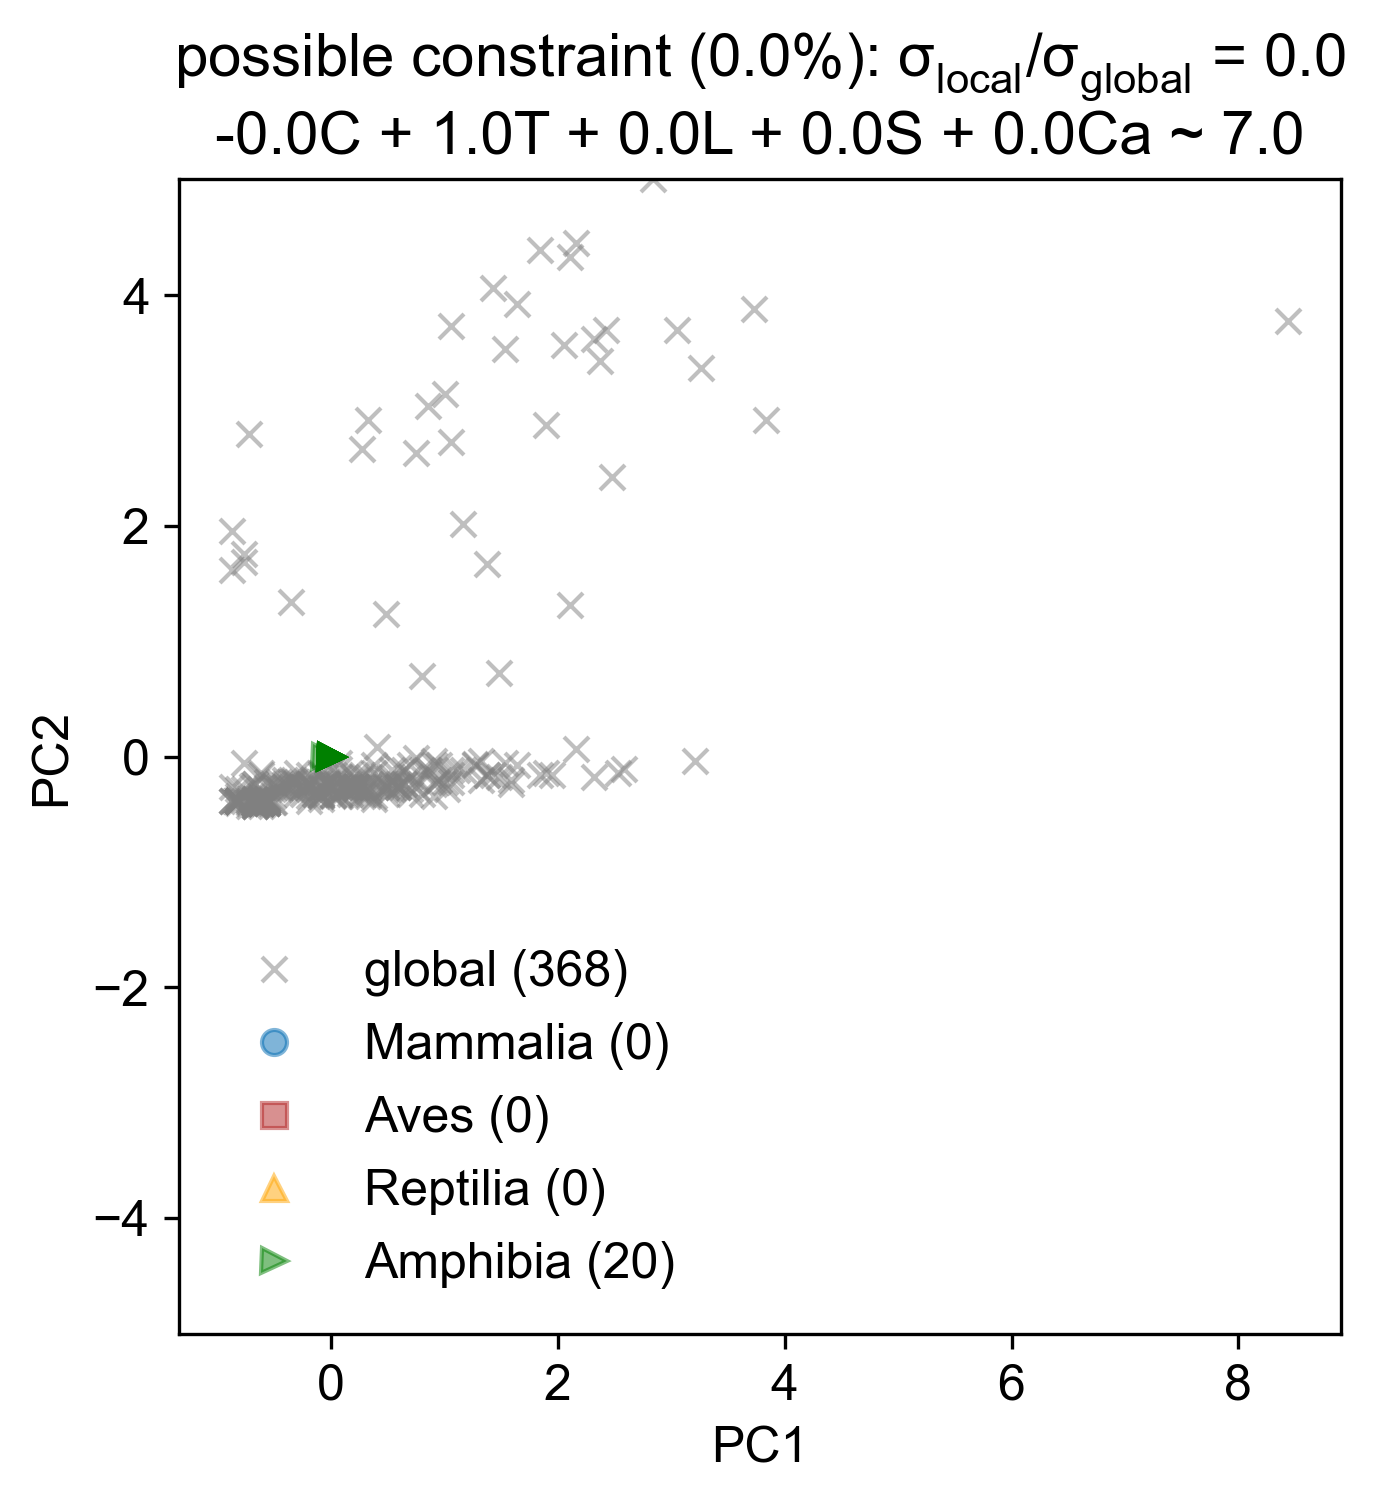 possible constraint (0.0%): σlocal/σglobal = 0.0
-0.0C + 1.0T + 0.0L + 0.0S + 0.0Ca ~ 7.0
4
2
0
−2
−4
PC2
global (368)
Mammalia (0)
Aves (0)
Reptilia (0)
Amphibia (20)
0 2 4 6 8
PC1